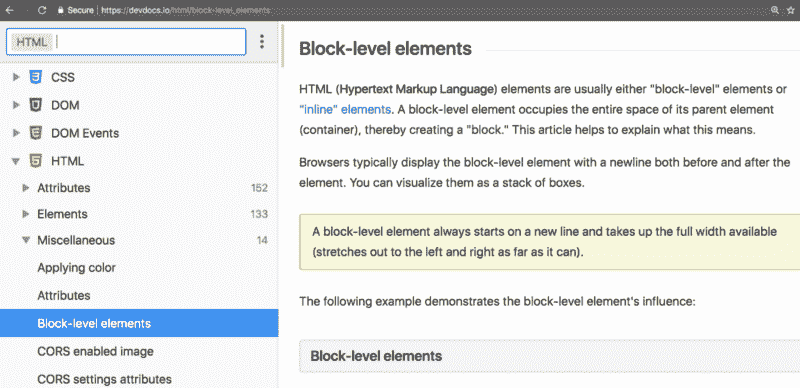 Secure https://devdocs.io/html/block-level_elements
HTML
CSS
DOM
DOM Events
HTML
Attributes 152
Elements 133
Miscellaneous 14
Applying color
Attributes
Block-level elements
CORS enabled image
CORS settings attributes
Block-level elements
HTML (Hypertext Markup Language) elements are usually either "block-level" elements or
"inline" elements. A block-level element occupies the entire space of its parent element
(container), thereby creating a "block." This article helps to explain what this means.
Browsers typically display the block-level element with a newline both before and after the
element. You can visualize them as a stack of boxes.
A block-level element always starts on a new line and takes up the full width available
(stretches out to the left and right as far as it can).
The following example demonstrates the block-level element's influence:
Block-level elements